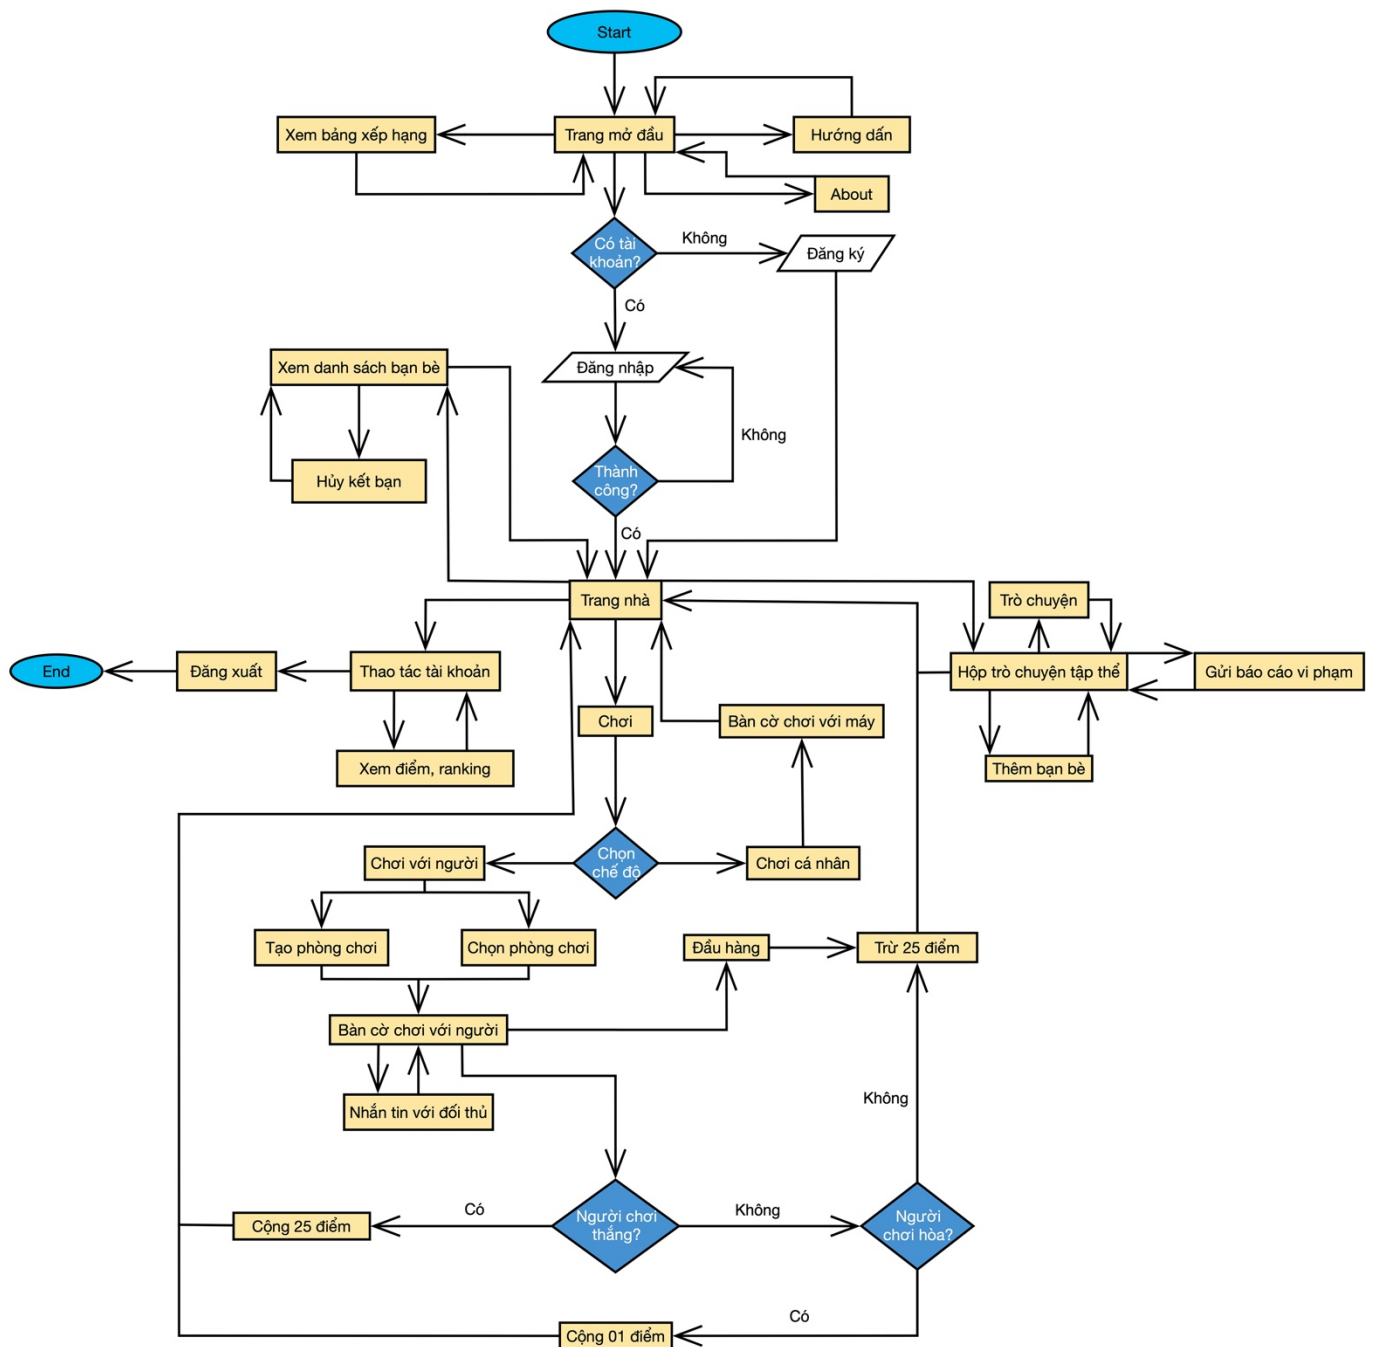 Start
Xem bảng xếp hạng
Trang mở đầu
Hướng dấn
About
Có tài
khoản?
Không
Đăng ký
Có
Xem danh sách bạn bè
Đăng nhập
Không
Hủy kết bạn
Thành
công?
Có
Trang nhà
Trò chuyện
End
Đăng xuất
Thao tác tài khoản
Hộp trò chuyện tập thể
Gửi báo cáo vi phạm
Chơi
Bàn cờ chơi với máy
Xem điểm, ranking
Thêm bạn bè
Chơi với người
Chọn
chế độ
Chơi cá nhân
Tạo phòng chơi
Chọn phòng chơi
Đầu hàng
Trừ 25 điểm
Bàn cờ chơi với người
Nhắn tin với đối thủ
Không
Cộng 25 điểm
Có
Người chơi
thắng?
Không
Người
chơi hòa?
Có
Cộng 01 điểm